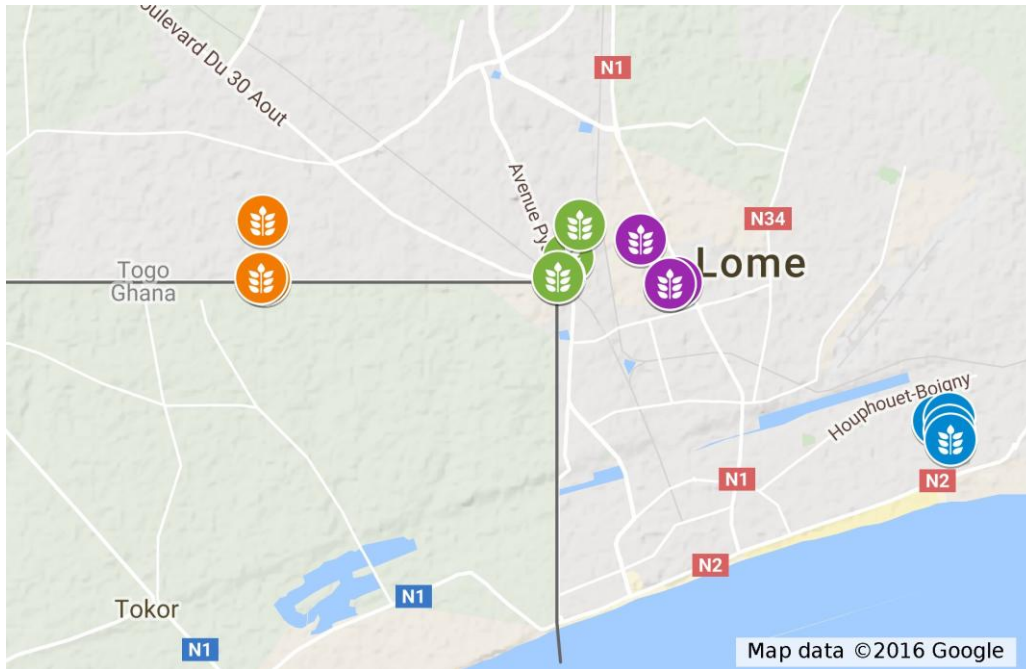 oulevard Du 30 Aout
N1
Avenue Py
N34
Togo
Ghana
Lome
Houphouet-Boigny
N1
N2
N2
N1
Tokor
N1
Map data ©2016 Google